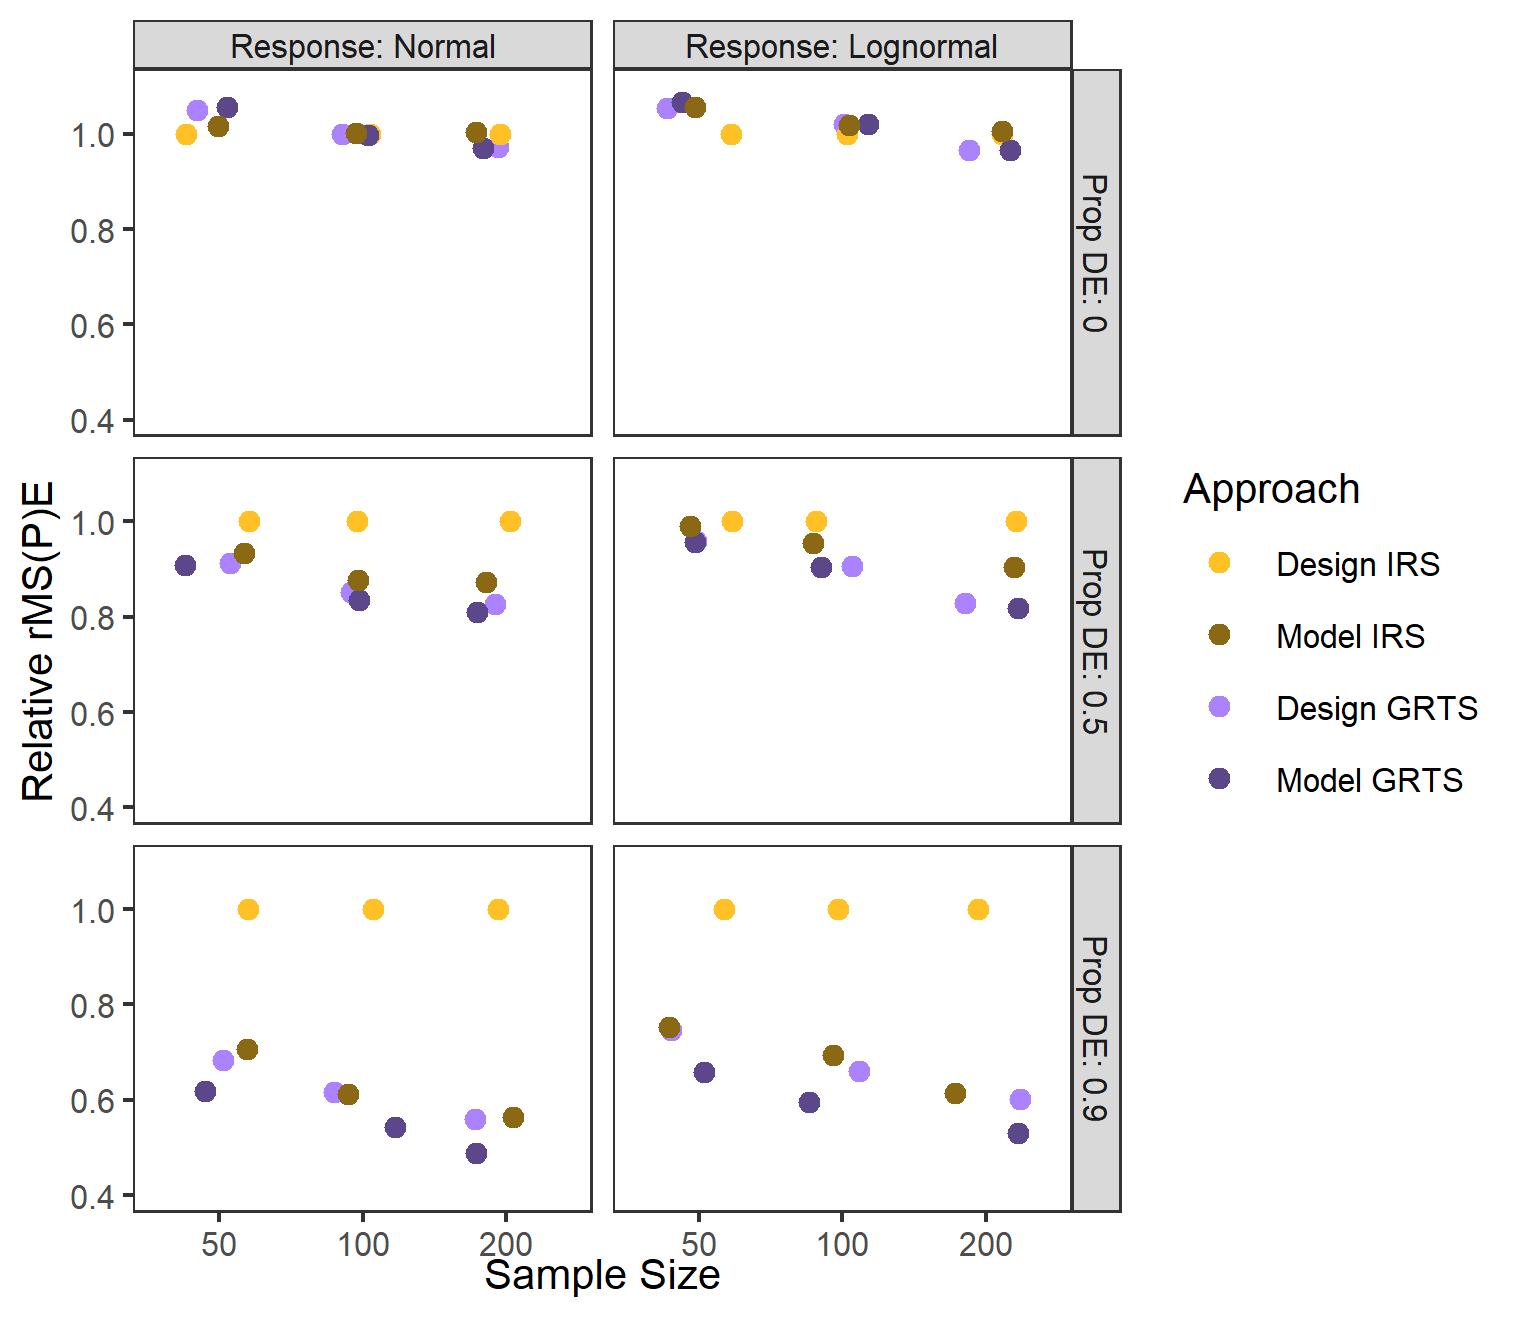 Response: Normal
Response: Lognormal
1.0
0.8
0.6
0.4
Prop DE: 0
1.0
0.8
0.6
0.4
Prop DE: 0.5
1.0
0.8
0.6
0.4
Prop DE: 0.9
50 100 200
50 100 200
Sample Size
Relative rMS(P)E
Approach
Design IRS
Model IRS
Design GRTS
Model GRTS